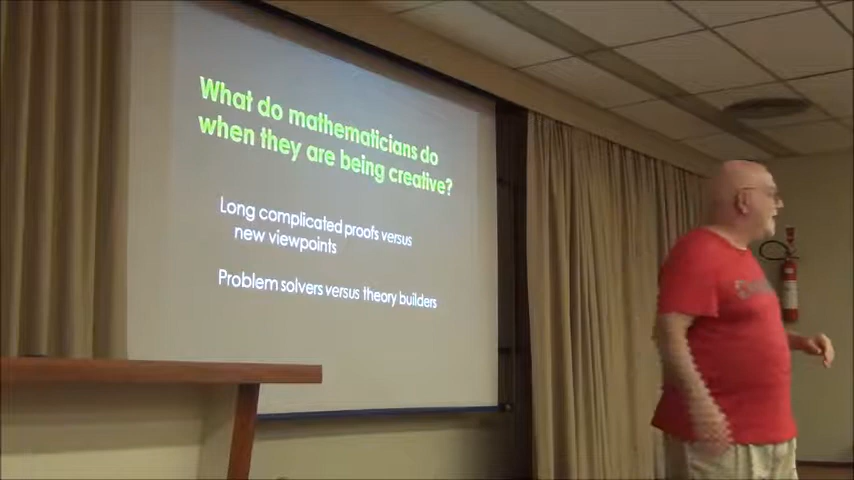 What do mathematicians do
when they are being creative?
Long complicated proofs versus
new viewpoints
Problem solvers versus theory builders